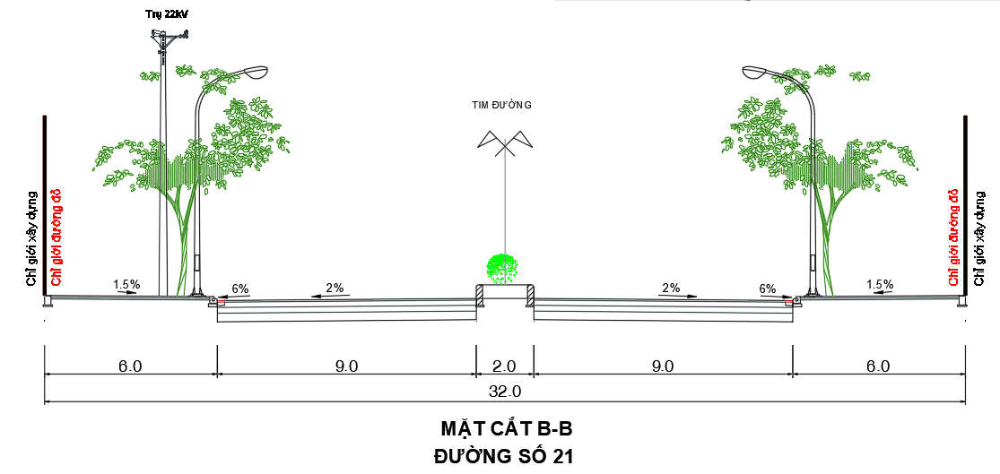 Trụ 22kV
TIM ĐƯỜNG
Chỉ giới xây dựng
Chỉ giới đường đỏ
Chỉ giới đường đỏ
Chỉ giới xây dựng
1.5%
6%
2%
2%
6%
1.5%
6.0
9.0
2.0
9.0
6.0
32.0
MẶT CẮT B-B
ĐƯỜNG SỐ 21